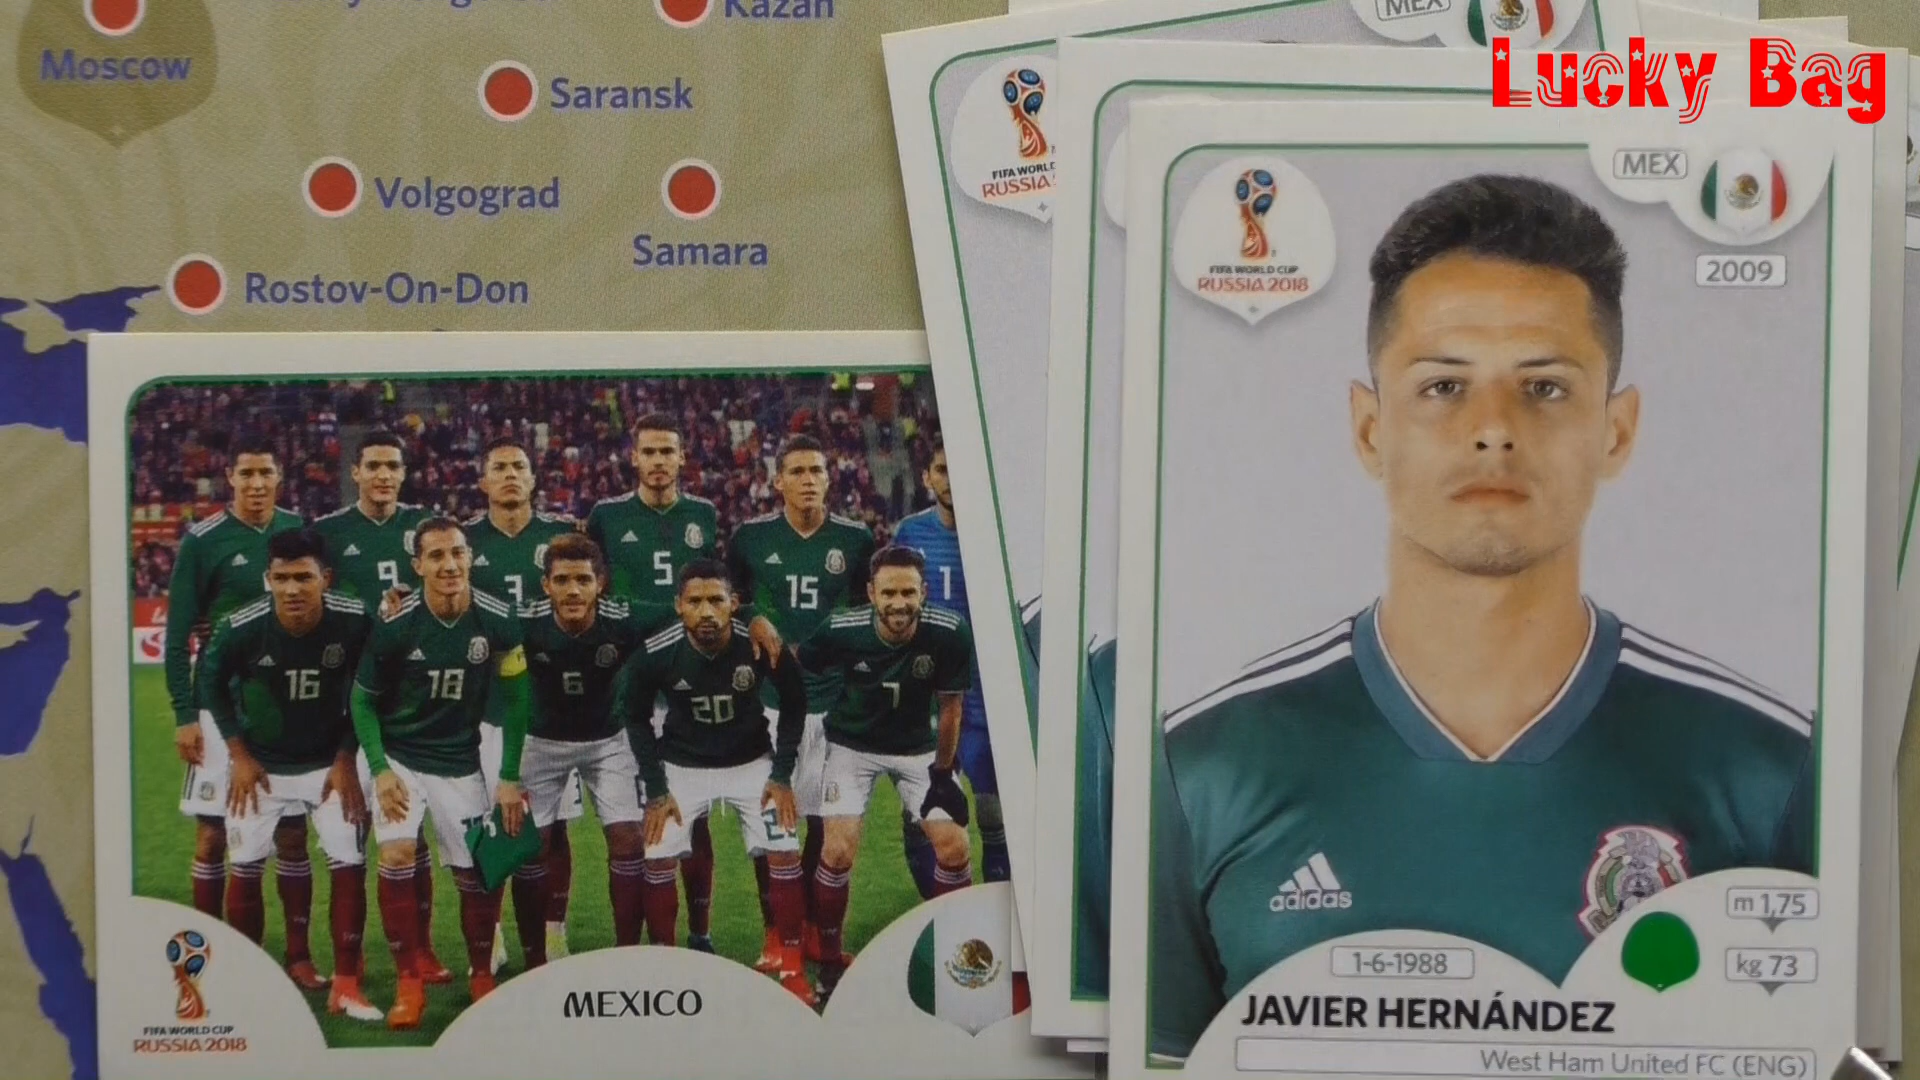 Kazan
Moscow
Saransk
Volgograd
Samara
Rostov-On-Don
Lucky Bag
MEX
FIFA WORLD
RUSSIA
MEX
2009
FIFA WORLD CUP
RUSSIA 2018
9
3
5
15
1
16
18
6
20
7
adidas
m 1,75
kg 73
1-6-1988
JAVIER HERNÁNDEZ
West Ham United FC (ENG)
MEXICO
FIFA WORLD CUP
RUSSIA 2018